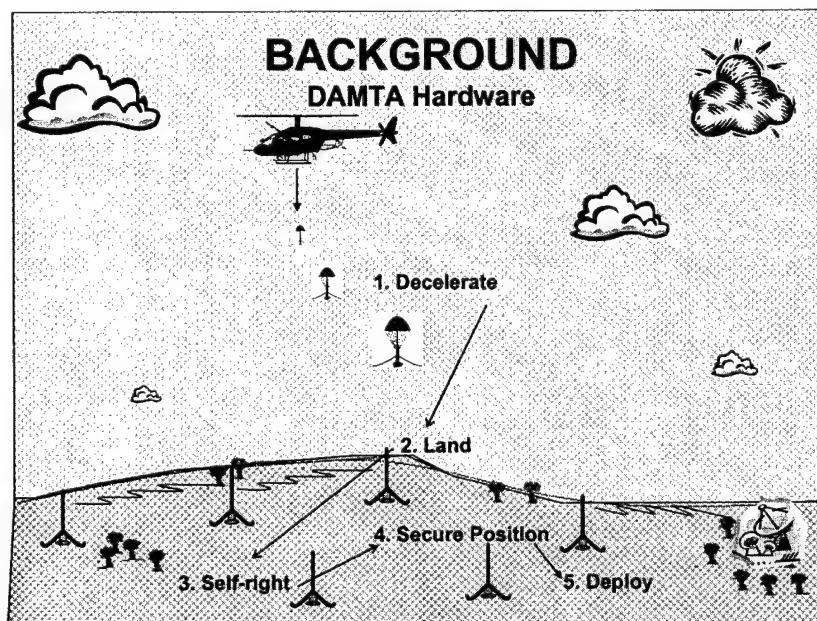 BACKGROUND
DAMTA Hardware
1. Decelerate
2. Land
4. Secure Position
3. Self-right
5. Deploy